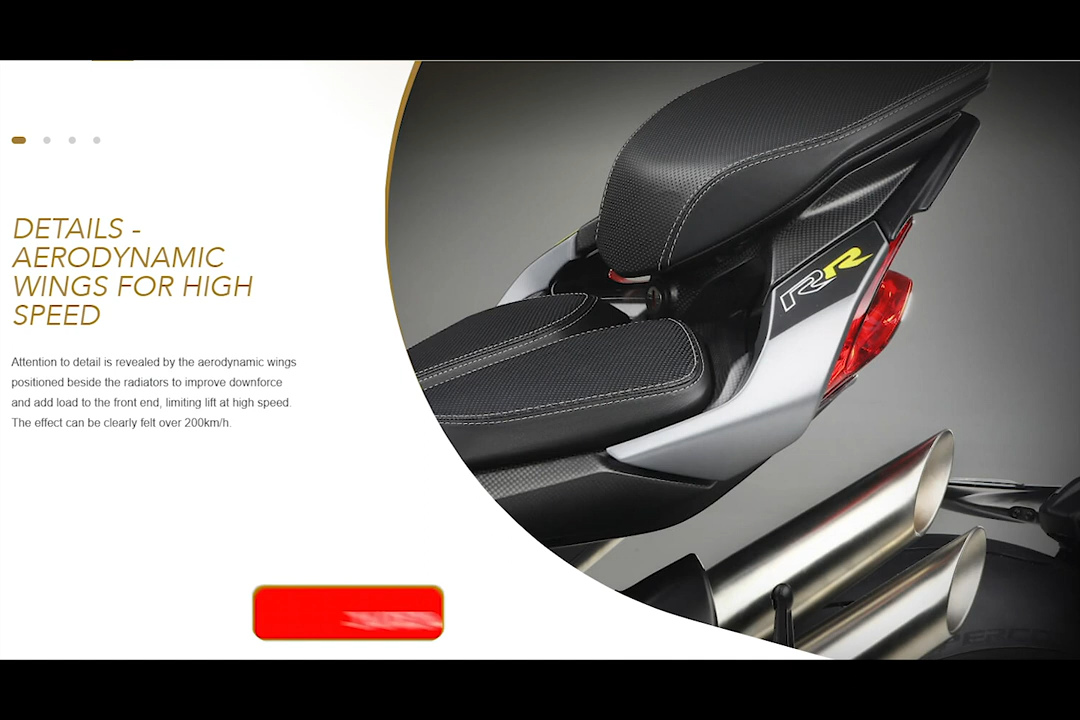 DETAILS -
AERODYNAMIC
WINGS FOR HIGH
SPEED
Attention to detail is revealed by the aerodynamic wings
positioned beside the radiators to improve downforce
and add load to the front end, limiting lift at high speed.
The effect can be clearly felt over 200km/h.
RR